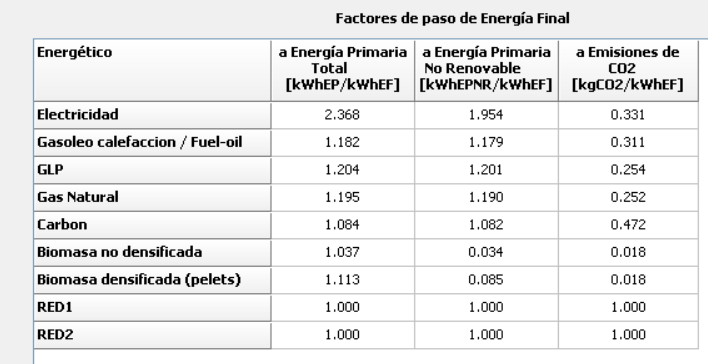 Factores de paso de Energía Final
Energético a Energía Primaria Total [kWhEP/kWhEF] a Energía Primaria No Renovable [kWhEPNR/kWhEF] a Emisiones de CO2 [kgCO2/kWhEF]
Electricidad 2.368 1.954 0.331
Gasoleo calefaccion / Fuel-oil 1.182 1.179 0.311
GLP 1.204 1.201 0.254
Gas Natural 1.195 1.190 0.252
Carbon 1.084 1.082 0.472
Biomasa no densificada 1.037 0.034 0.018
Biomasa densificada (pelets) 1.113 0.085 0.018
RED1 1.000 1.000 1.000
RED2 1.000 1.000 1.000